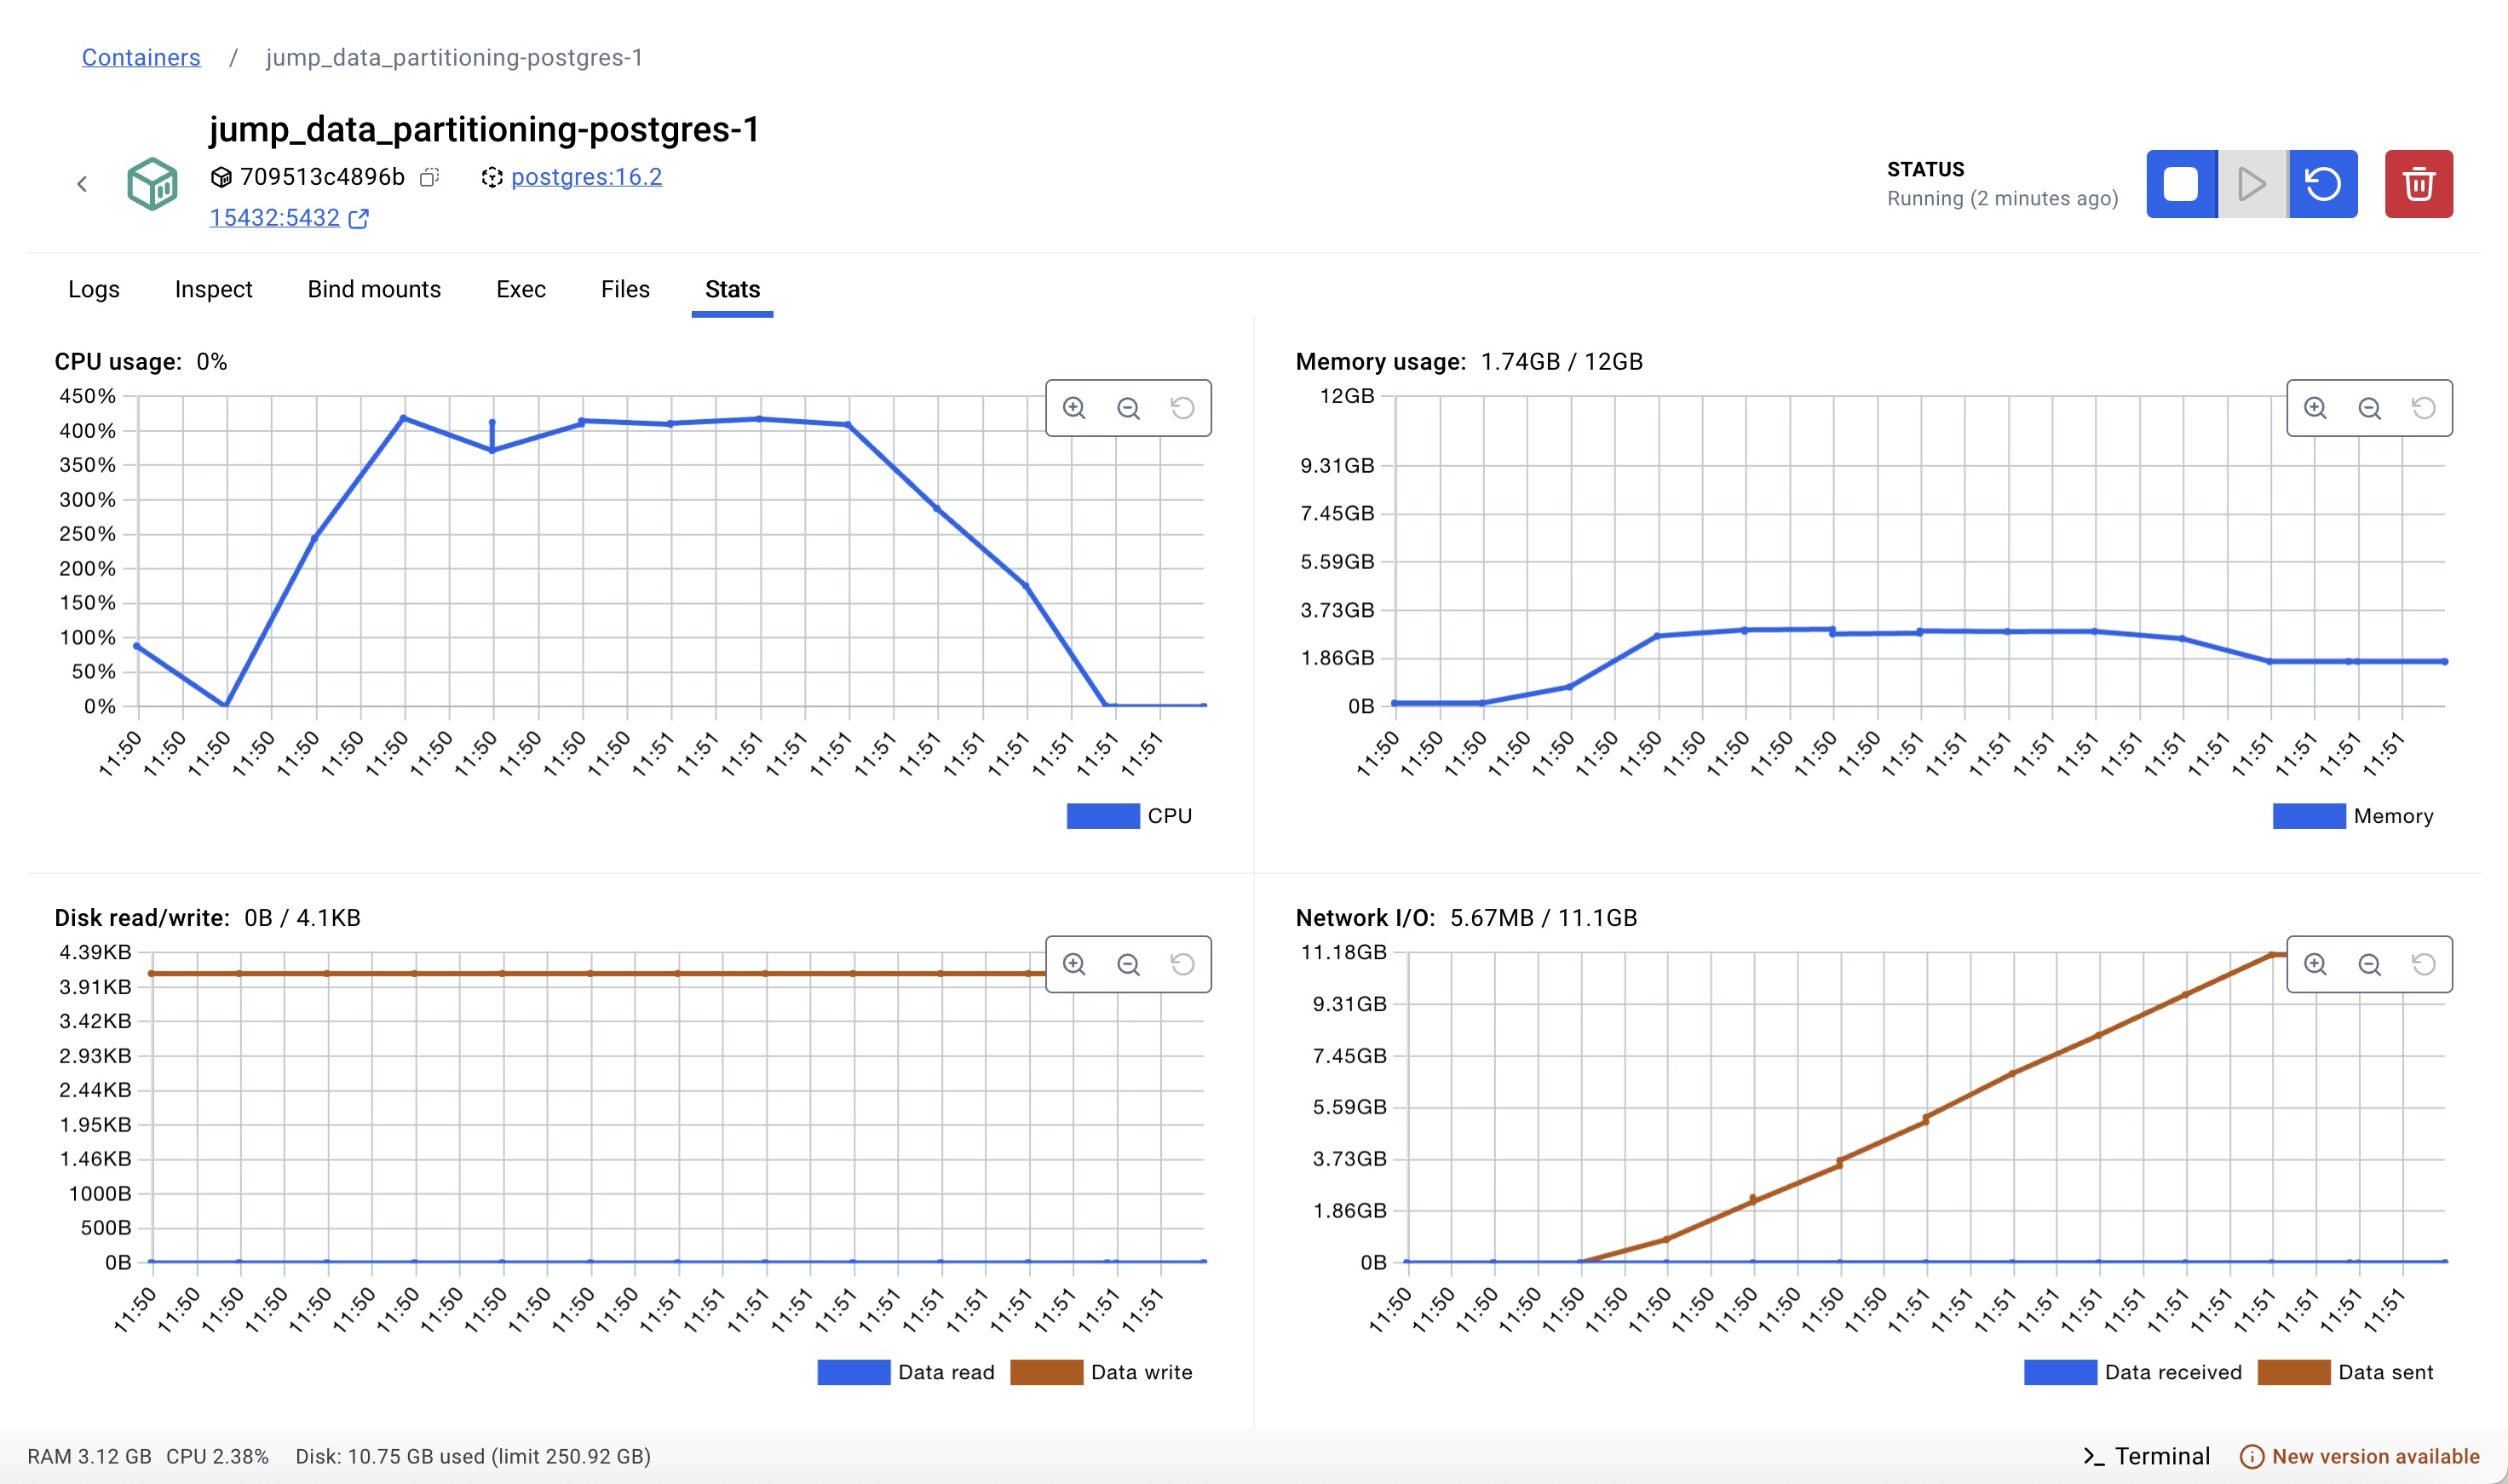 Containers / jump_data_partitioning-postgres-1
jump_data_partitioning-postgres-1
709513c4896b postgres:16.2
15432:5432
STATUS
Running (2 minutes ago)
Logs Inspect Bind mounts Exec Files Stats
CPU usage: 0%
450%
400%
350%
300%
250%
200%
150%
100%
50%
0%
11:50 11:50 11:50 11:50 11:50 11:50 11:50 11:50 11:50 11:50 11:50 11:50 11:51 11:51 11:51 11:51 11:51 11:51 11:51 11:51 11:51 11:51 11:51 11:51
CPU
Memory usage: 1.74GB / 12GB
12GB
9.31GB
7.45GB
5.59GB
3.73GB
1.86GB
0B
11:50 11:50 11:50 11:50 11:50 11:50 11:50 11:50 11:50 11:50 11:50 11:50 11:51 11:51 11:51 11:51 11:51 11:51 11:51 11:51 11:51 11:51 11:51 11:51
Memory
Disk read/write: 0B / 4.1KB
4.39KB
3.91KB
3.42KB
2.93KB
2.44KB
1.95KB
1.46KB
1000B
500B
0B
11:50 11:50 11:50 11:50 11:50 11:50 11:50 11:50 11:50 11:50 11:50 11:50 11:51 11:51 11:51 11:51 11:51 11:51 11:51 11:51 11:51 11:51 11:51 11:51
Data read Data write
Network I/O: 5.67MB / 11.1GB
11.18GB
9.31GB
7.45GB
5.59GB
3.73GB
1.86GB
0B
11:50 11:50 11:50 11:50 11:50 11:50 11:50 11:50 11:50 11:50 11:50 11:50 11:51 11:51 11:51 11:51 11:51 11:51 11:51 11:51 11:51 11:51 11:51 11:51
Data received Data sent
RAM 3.12 GB CPU 2.38% Disk: 10.75 GB used (limit 250.92 GB)
>_ Terminal
New version available